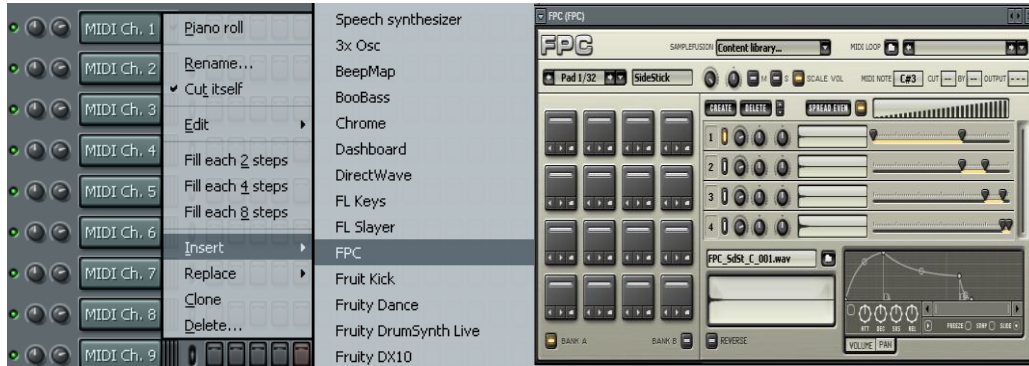 MIDI Ch. 1
MIDI Ch. 2
MIDI Ch. 3
MIDI Ch. 4
MIDI Ch. 5
MIDI Ch. 6
MIDI Ch. 7
MIDI Ch. 8
MIDI Ch. 9
Piano roll
Rename...
Cut itself
Edit
Fill each 2 steps
Fill each 4 steps
Fill each 8 steps
Insert
Replace
Clone
Delete...
Speech synthesizer
3x Osc
BeepMap
BooBass
Chrome
Dashboard
DirectWave
FL Keys
FL Slayer
FPC
Fruit Kick
Fruity Dance
Fruity DrumSynth Live
Fruity DX10
FPC (FPC)
FPC SAMPLEFUSION Content library... MIDI LOOP
Pad 1/32 SideStick M S SCALE VOL MIDI NOTE C#3 CUT -- BY -- OUTPUT ---
CREATE DELETE SPREAD EVEN
1
2
3
4
FPC_SdSt_C_001.wav
ATT DEC SUS REL FREEZE SNAP SLIDE
BANK A BANK B REVERSE
VOLUME PAN